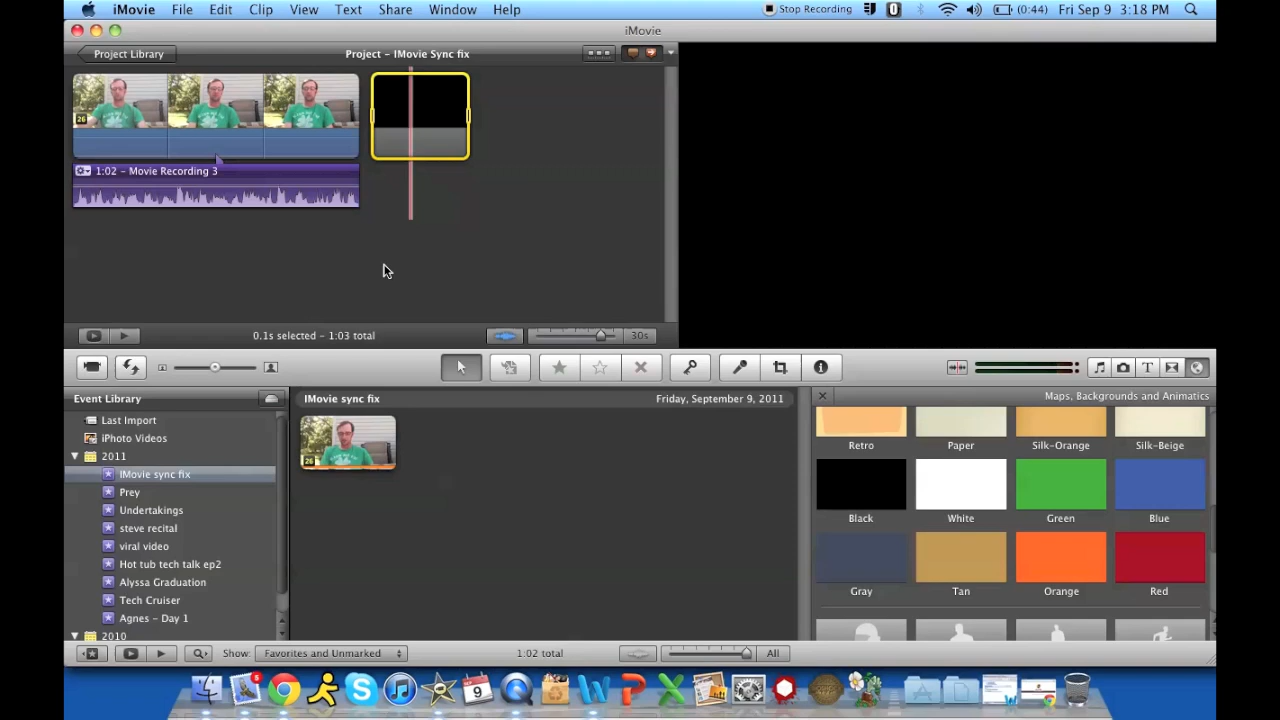 iMovie File Edit Clip View Text Share Window Help Stop Recording (0:44) Fri Sep 9 3:18 PM
iMovie
Project Library Project - IMovie Sync fix
26
1:02 - Movie Recording 3
0.1s selected - 1:03 total 30s
Event Library
Last Import
iPhoto Videos
2011
IMovie sync fix
Prey
Undertakings
steve recital
viral video
Hot tub tech talk ep2
Alyssa Graduation
Tech Cruiser
Agnes - Day 1
2010
IMovie sync fix Friday, September 9, 2011
26
Maps, Backgrounds and Animatics
Retro Paper Silk-Orange Silk-Beige
Black White Green Blue
Gray Tan Orange Red
Show: Favorites and Unmarked 1:02 total All
5
9